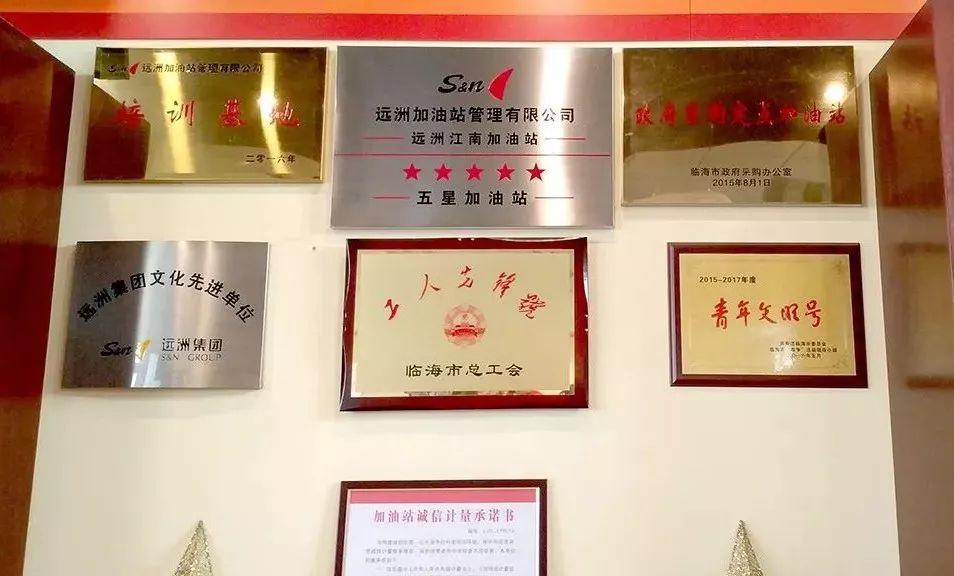 S&n 远洲加油站管理有限公司
培训基地
二零一六年
S&n
远洲加油站管理有限公司
远洲江南加油站
五星加油站
政府采购定点加油站
临海市政府采购办公室
2015年8月1日
远洲集团文化先进单位
S&n 远洲集团
S&N GROUP
工人先锋号
临海市总工会
2015-2017年度
青年文明号
加油站诚信计量承诺书